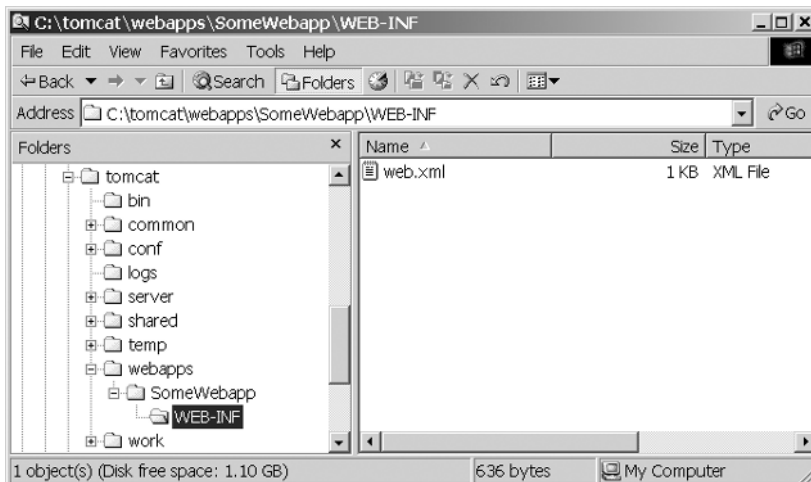 C:\tomcat\webapps\SomeWebapp\WEB-INF
File Edit View Favorites Tools Help
Back Search Folders
Address C:\tomcat\webapps\SomeWebapp\WEB-INF Go
Folders
Name Size Type
web.xml 1 KB XML File
tomcat
bin
common
conf
logs
server
shared
temp
webapps
SomeWebapp
WEB-INF
work
1 object(s) (Disk free space: 1.10 GB) 636 bytes My Computer